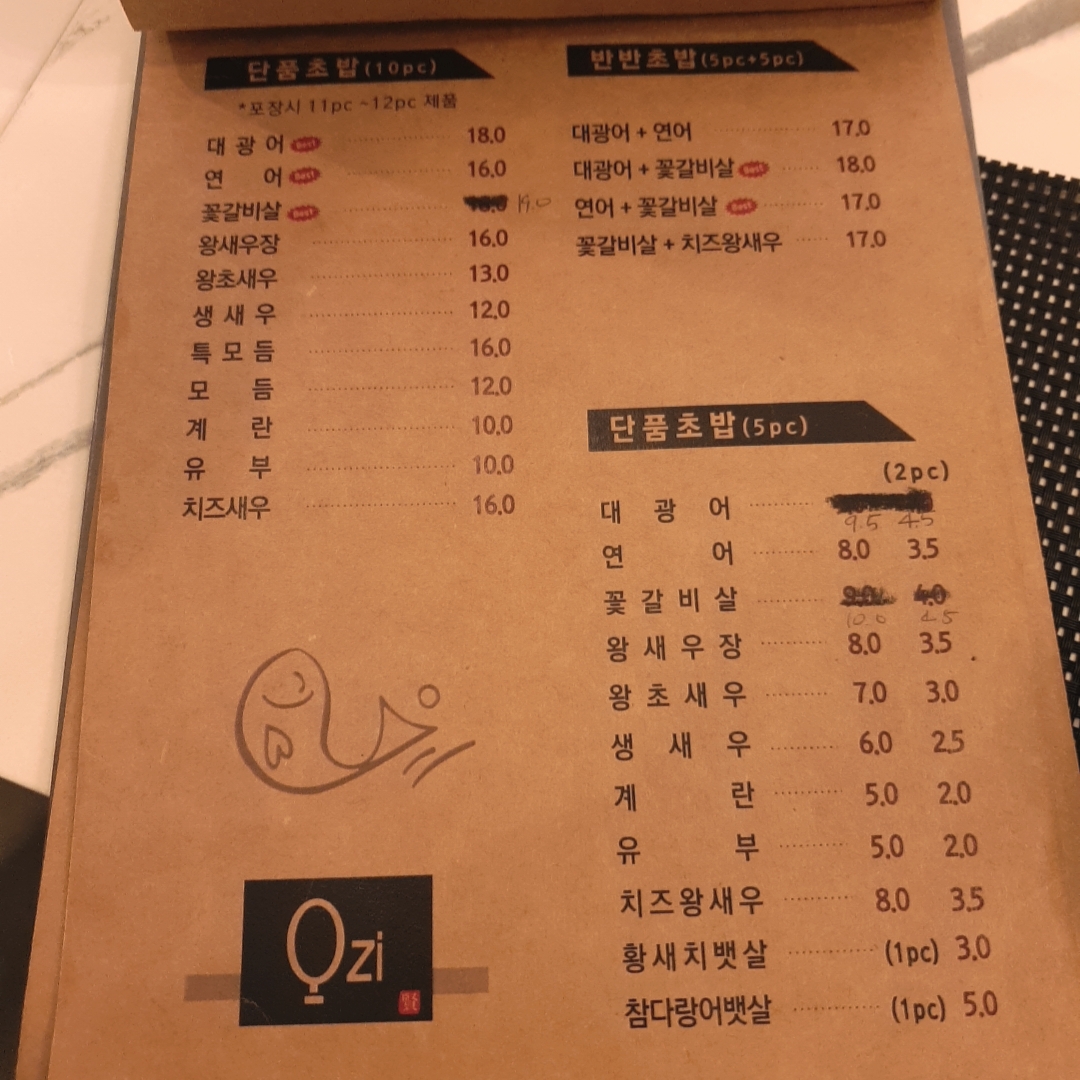 단품초밥(10pc)
*포장시 11pc ~12pc 제품
대광어 Best 18.0
연어 Best 16.0
꽃갈비살 Best 19.0
왕새우장 16.0
왕초새우 13.0
생새우 12.0
특모듬 16.0
모듬 12.0
계란 10.0
유부 10.0
치즈새우 16.0
반반초밥(5pc+5pc)
대광어 + 연어 17.0
대광어 + 꽃갈비살 Best 18.0
연어 + 꽃갈비살 Best 17.0
꽃갈비살 + 치즈왕새우 17.0
단품초밥(5pc)
(2pc)
대광어 9.5 4.5
연어 8.0 3.5
꽃갈비살 10.0 4.5
왕새우장 8.0 3.5
왕초새우 7.0 3.0
생새우 6.0 2.5
계란 5.0 2.0
유부 5.0 2.0
치즈왕새우 8.0 3.5
황새치뱃살 (1pc) 3.0
참다랑어뱃살 (1pc) 5.0
Ozi